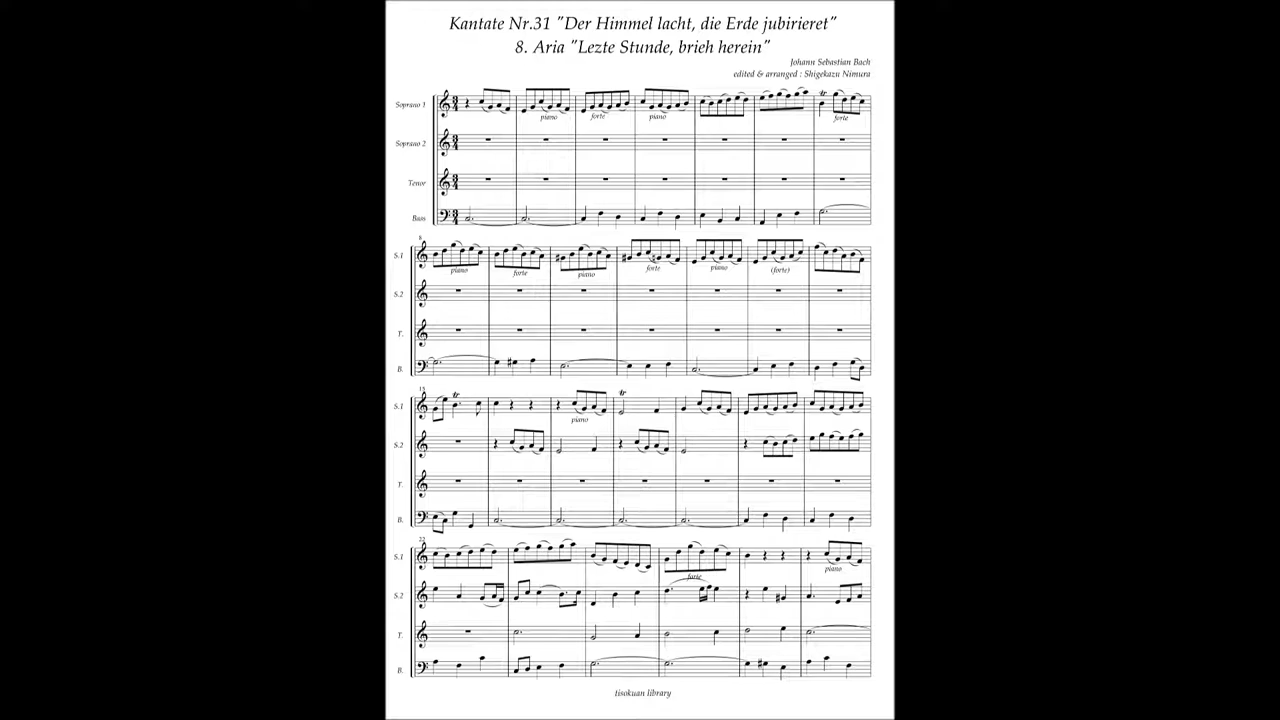 Kantate Nr.31 "Der Himmel lacht, die Erde jubirieret"
8. Aria "Lezte Stunde, brieh herein"
Johann Sebastian Bach
edited & arranged : Shigekazu Nimura
Soprano 1
piano forte piano forte
Soprano 2
Tenor
Bass
8
S.1
piano forte piano forte piano (forte)
S.2
T.
B.
15
S.1
piano
S.2
T.
B.
22
S.1
forte piano
S.2
T.
B.
tisokuan library